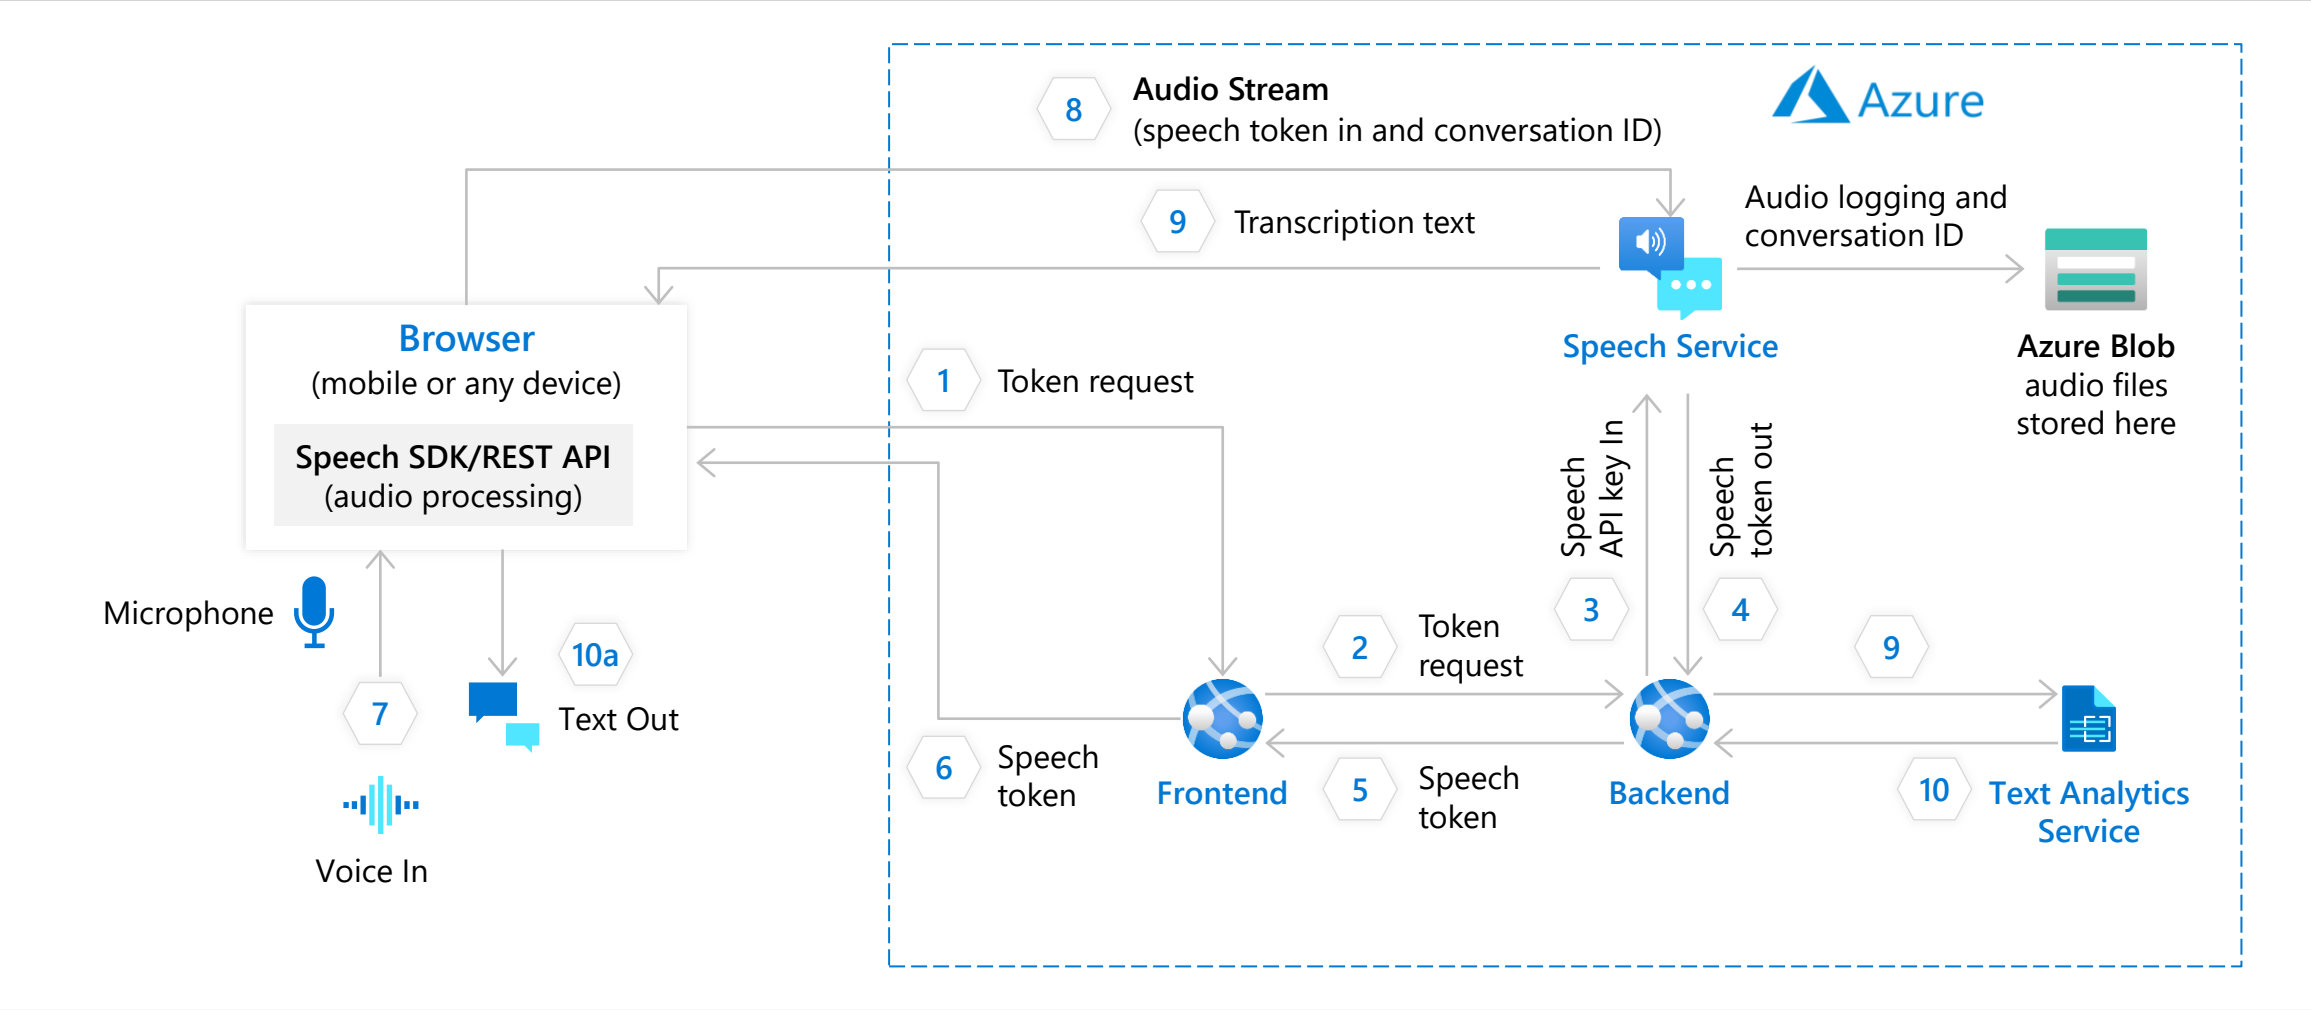 8
Audio Stream
(speech token in and conversation ID)
Azure
9
Transcription text
Audio logging and
conversation ID
Browser
(mobile or any device)
Speech SDK/REST API
(audio processing)
1
Token request
Speech Service
Azure Blob
audio files
stored here
Speech
API key In
Speech
token out
3
4
Microphone
7
10a
Text Out
Voice In
2
Token
request
9
6
Speech
token
Frontend
5
Speech
token
Backend
10
Text Analytics
Service